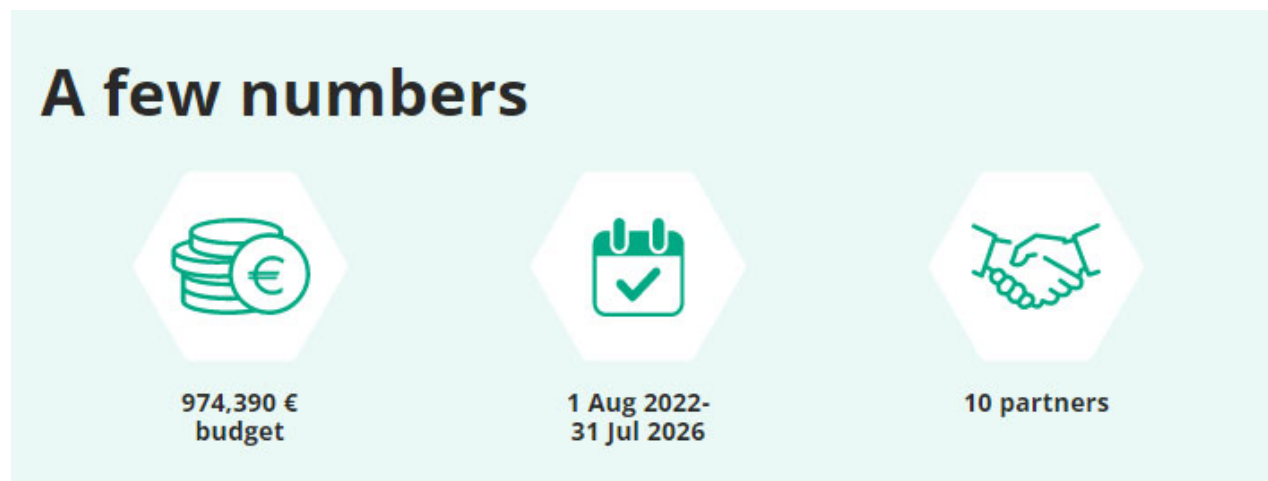 A few numbers
974,390 €
budget
1 Aug 2022-
31 Jul 2026
10 partners